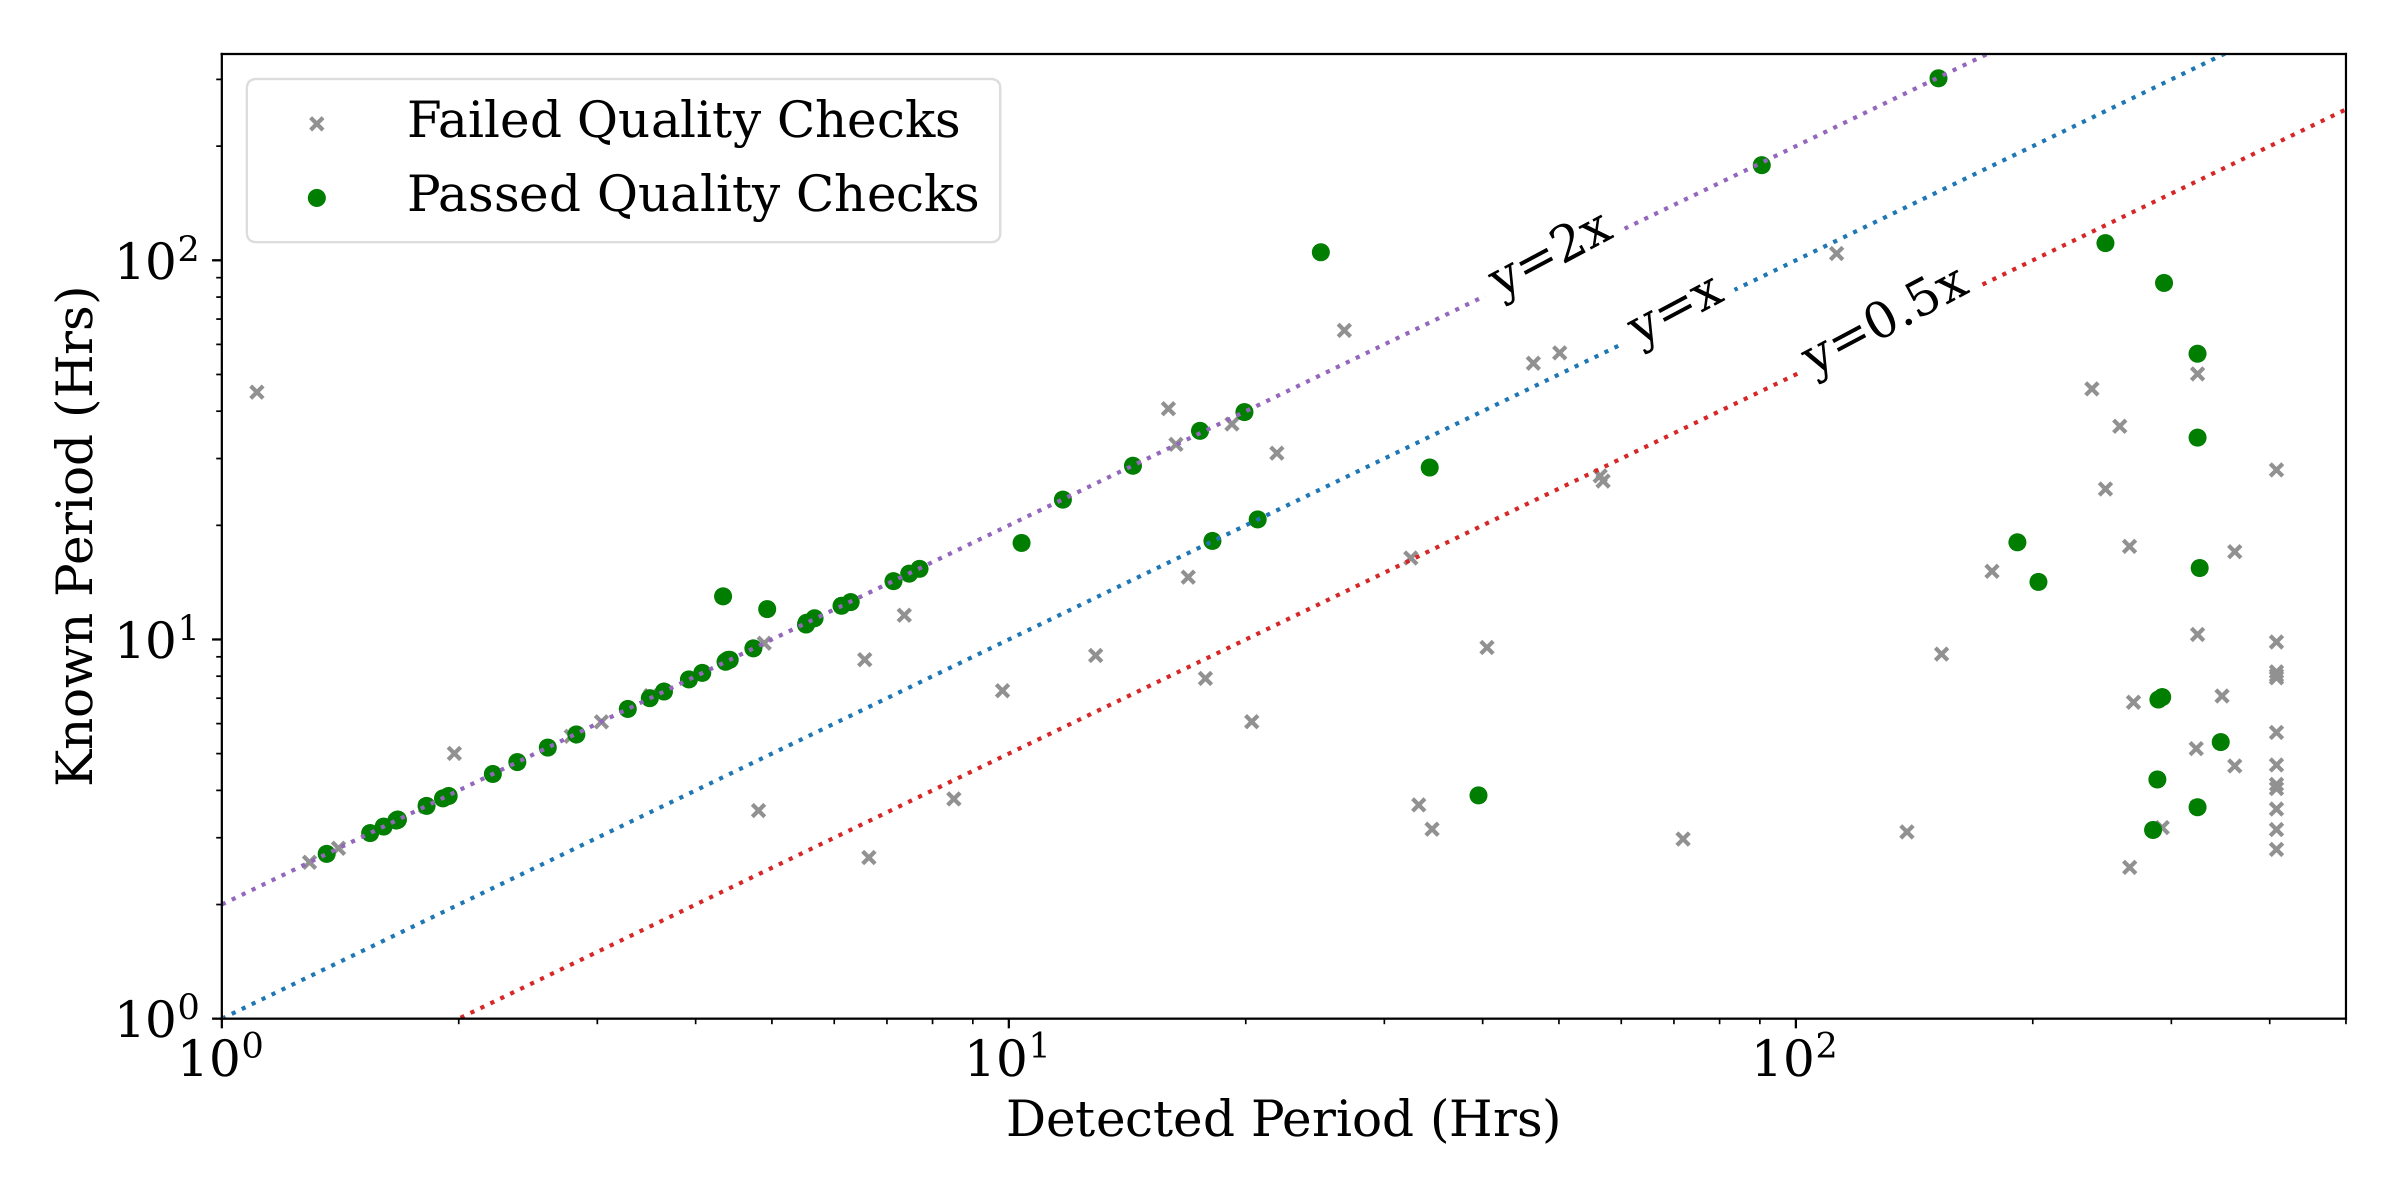 Failed Quality Checks
Passed Quality Checks
y=2x
y=x
y=0.5x
Known Period (Hrs)
10²
10¹
10⁰
10⁰ 10¹ 10²
Detected Period (Hrs)